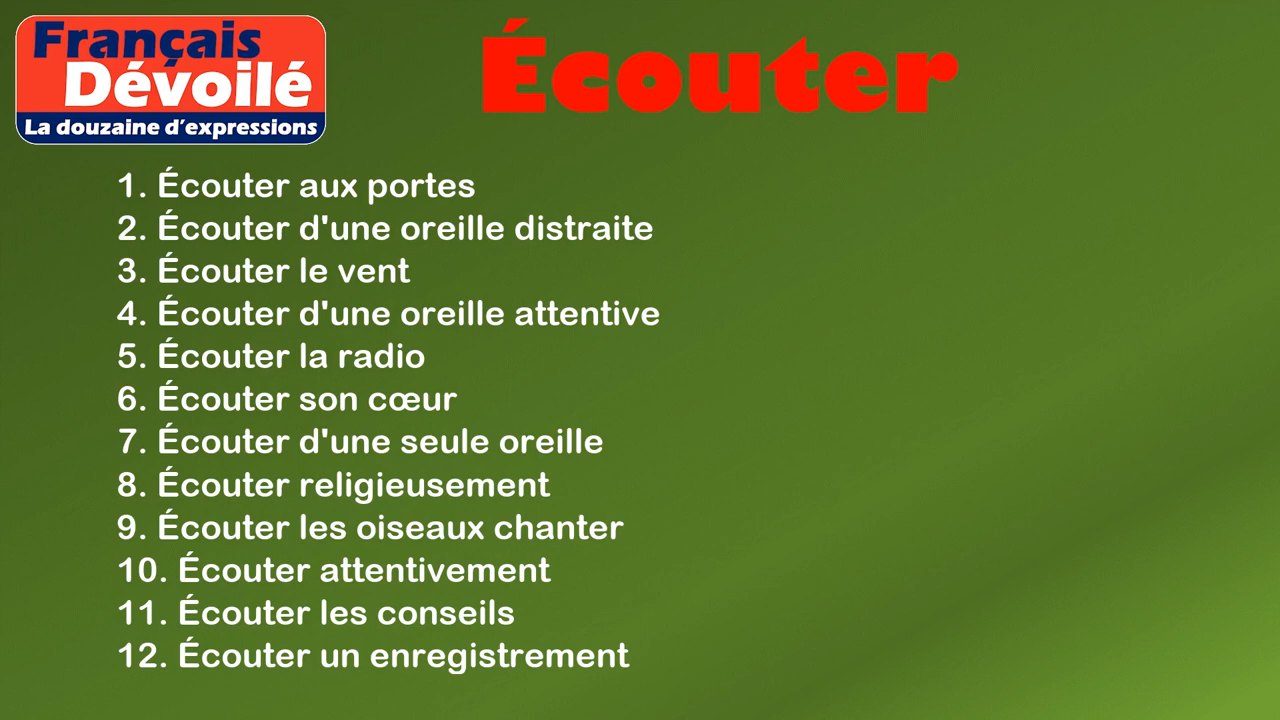 Français
Dévoilé
La douzaine d'expressions
Écouter
1. Écouter aux portes
2. Écouter d'une oreille distraite
3. Écouter le vent
4. Écouter d'une oreille attentive
5. Écouter la radio
6. Écouter son cœur
7. Écouter d'une seule oreille
8. Écouter religieusement
9. Écouter les oiseaux chanter
10. Écouter attentivement
11. Écouter les conseils
12. Écouter un enregistrement